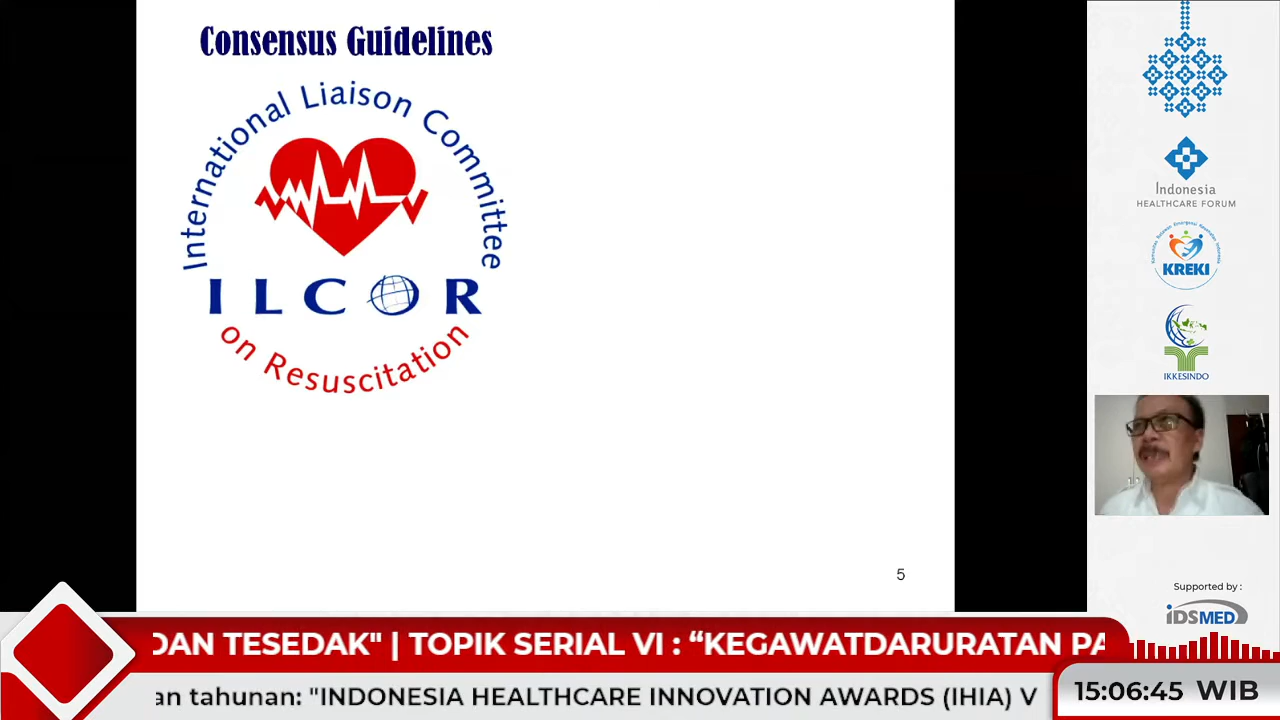 Consensus Guidelines
International Liaison Committee
ILCOR
on Resuscitation
5
Indonesia
HEALTHCARE FORUM
KREKI
IKKESINDO
Supported by :
iDSMED
DAN TESEDAK" | TOPIK SERIAL VI : “KEGAWATDARURATAN PA
an tahunan: "INDONESIA HEALTHCARE INNOVATION AWARDS (IHIA) V
15:06:45 WIB